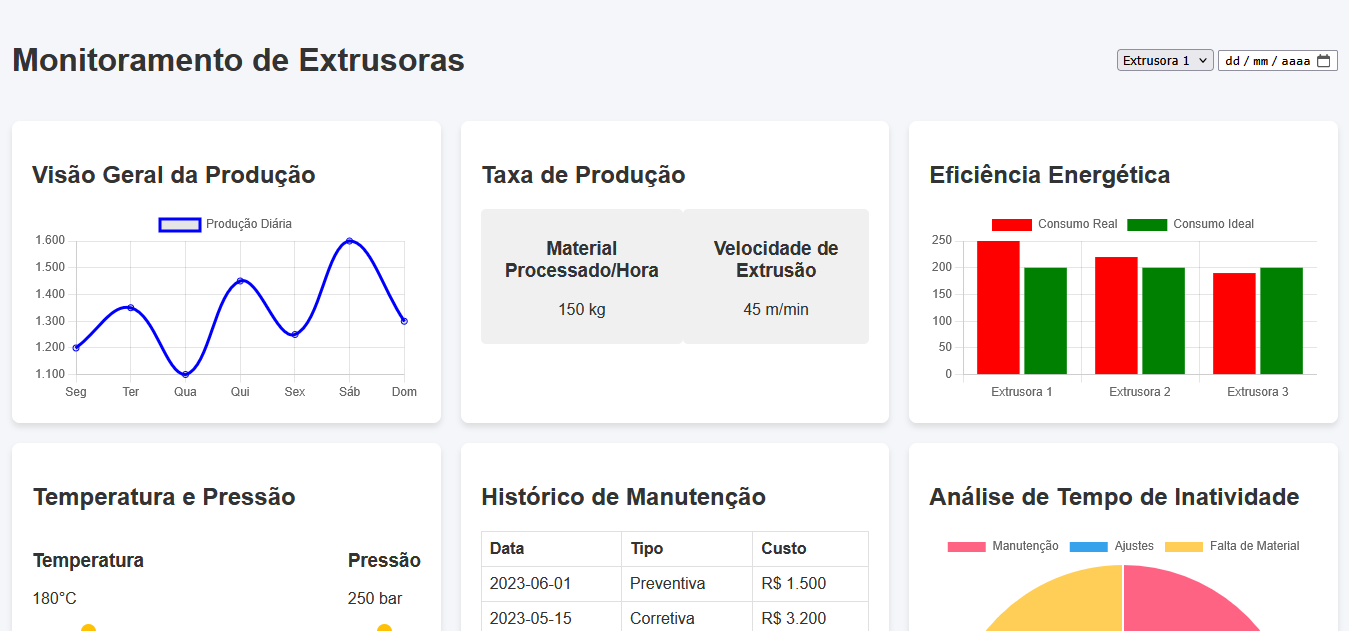 Monitoramento de Extrusoras
Extrusora 1
dd / mm / aaaa
Visão Geral da Produção
Produção Diária
1.600
1.500
1.400
1.300
1.200
1.100
Seg Ter Qua Qui Sex Sáb Dom
Taxa de Produção
Material
Processado/Hora
150 kg
Velocidade de
Extrusão
45 m/min
Eficiência Energética
Consumo Real Consumo Ideal
250
200
150
100
50
0
Extrusora 1 Extrusora 2 Extrusora 3
Temperatura e Pressão
Temperatura
180°C
Pressão
250 bar
Histórico de Manutenção
Data Tipo Custo
2023-06-01 Preventiva R$ 1.500
2023-05-15 Corretiva R$ 3.200
Análise de Tempo de Inatividade
Manutenção Ajustes Falta de Material